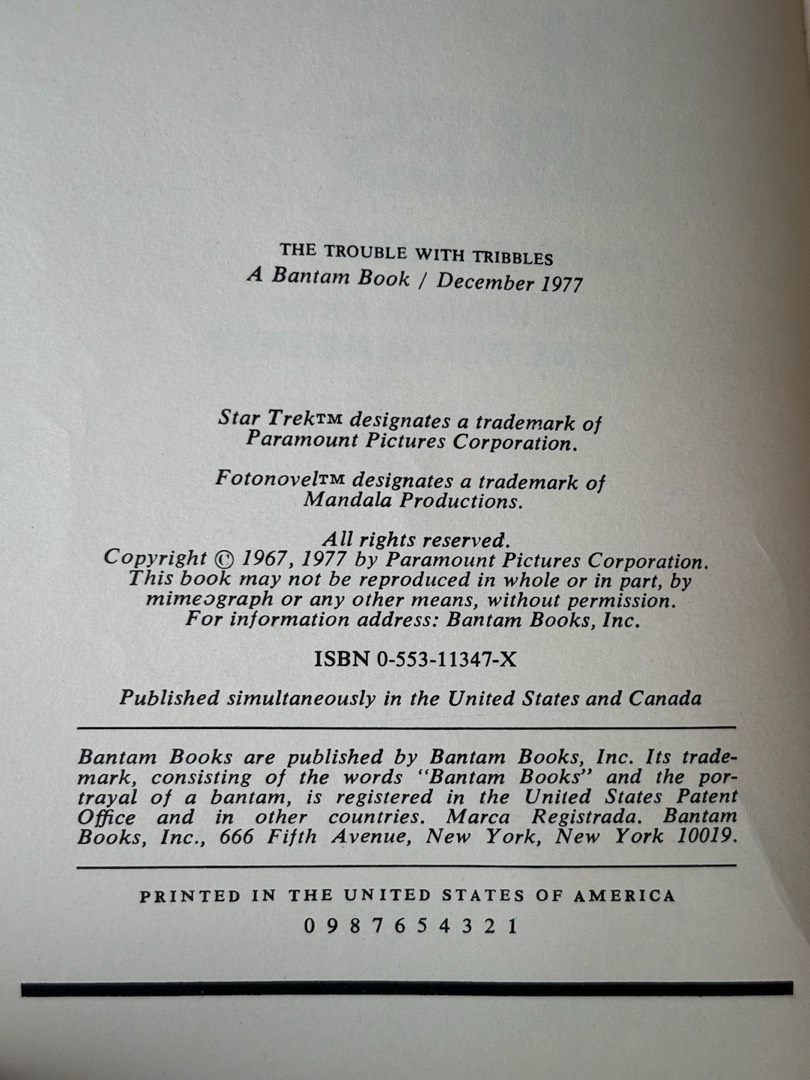 THE TROUBLE WITH TRIBBLES
A Bantam Book / December 1977
Star Trek™ designates a trademark of
Paramount Pictures Corporation.
Fotonovel™ designates a trademark of
Mandala Productions.
All rights reserved.
Copyright © 1967, 1977 by Paramount Pictures Corporation.
This book may not be reproduced in whole or in part, by
mimeograph or any other means, without permission.
For information address: Bantam Books, Inc.
ISBN 0-553-11347-X
Published simultaneously in the United States and Canada
Bantam Books are published by Bantam Books, Inc. Its trade-
mark, consisting of the words “Bantam Books” and the por-
trayal of a bantam, is registered in the United States Patent
Office and in other countries. Marca Registrada. Bantam
Books, Inc., 666 Fifth Avenue, New York, New York 10019.
PRINTED IN THE UNITED STATES OF AMERICA
0 9 8 7 6 5 4 3 2 1